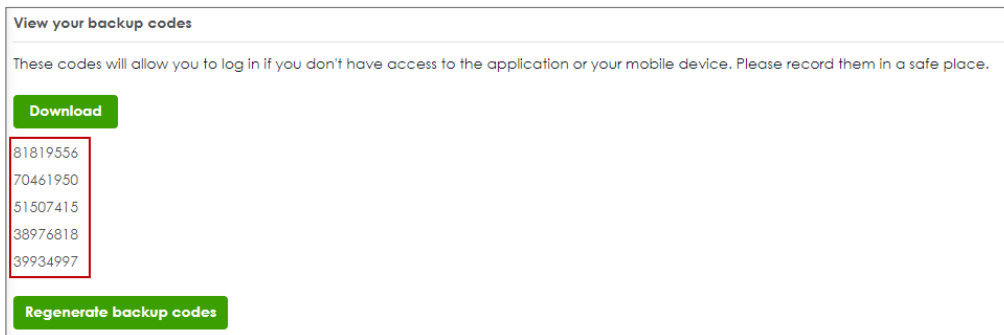 View your backup codes
These codes will allow you to log in if you don't have access to the application or your mobile device. Please record them in a safe place.
Download
81819556
70461950
51507415
38976818
39934997
Regenerate backup codes